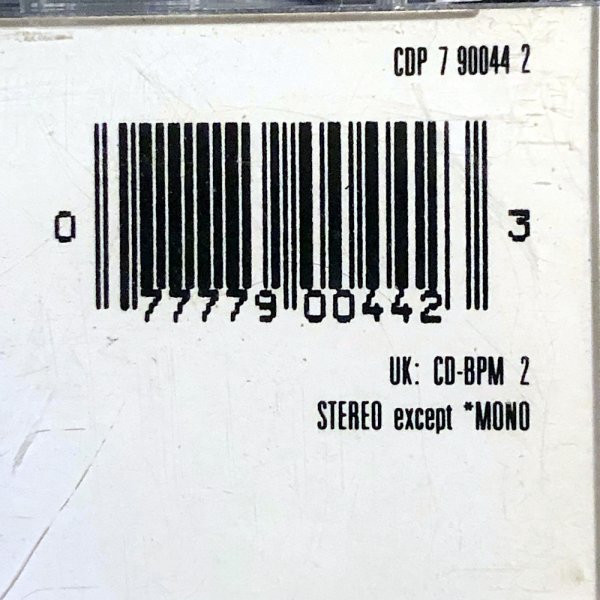 CDP 7 90044 2
0 77779 00442 3
UK: CD-BPM 2
STEREO except *MONO